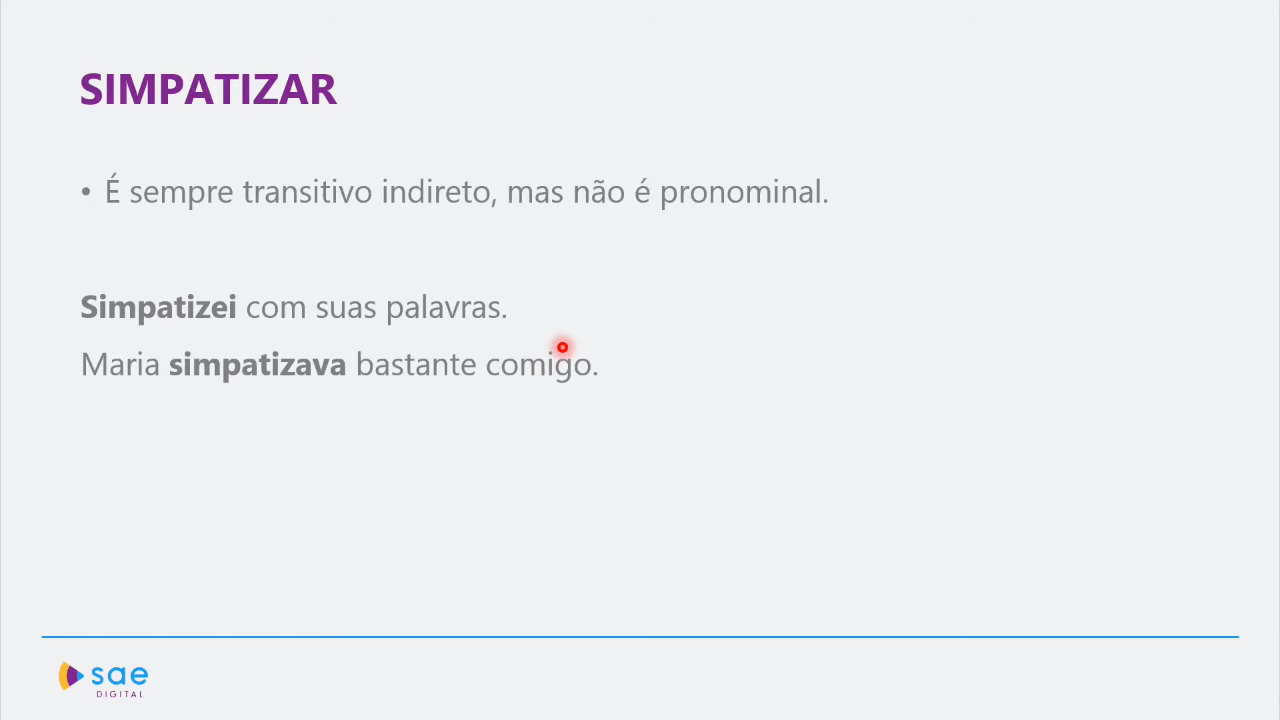 SIMPATIZAR
• É sempre transitivo indireto, mas não é pronominal.
Simpatizei com suas palavras.
Maria simpatizava bastante comigo.
sae
DIGITAL